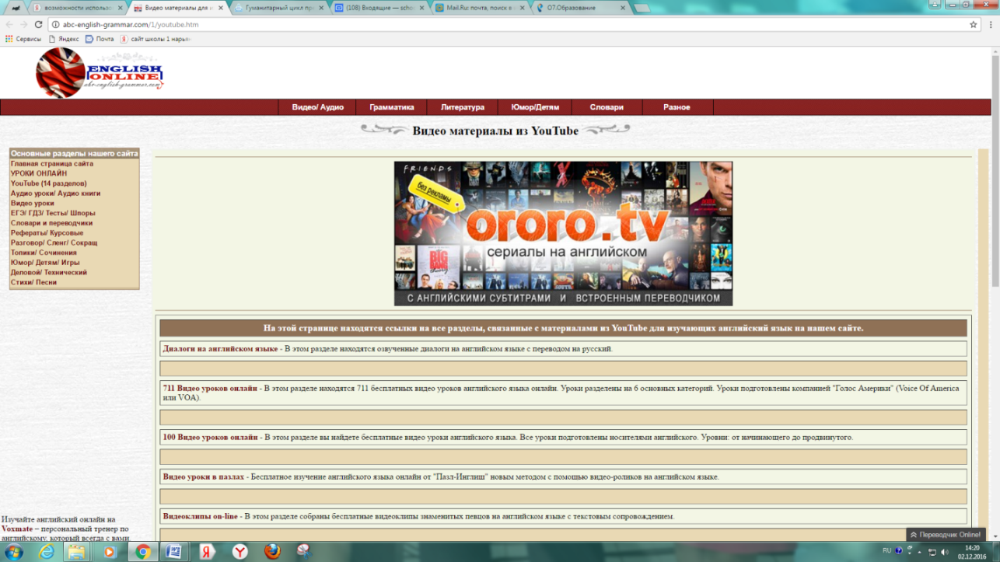 возможности использова
Видео материалы для и
Гуманитарный цикл пр
(108) Входящие — scho
Mail.Ru: почта, поиск в и
О7.Образование
abc-english-grammar.com/1/youtube.htm
Сервисы
Яндекс
Почта
сайт школы 1 нарья
ENGLISH
ONLINE
abc-english-grammar.com
Видео/ Аудио
Грамматика
Литература
Юмор/Детям
Словари
Разное
Видео материалы из YouTube
Основные разделы нашего сайта
Главная страница сайта
УРОКИ ОНЛАЙН
YouTube (14 разделов)
Аудио уроки/ Аудио книги
Видео уроки
ЕГЭ/ ГДЗ/ Тесты/ Шпоры
Словари и переводчики
Рефераты/ Курсовые
Разговор/ Сленг/ Сокращ
Топики/ Сочинения
Юмор/ Детям/ Игры
Деловой/ Технический
Стихи/ Песни
FRIENDS
без рекламы
ororo.tv
сериалы на английском
BIG BANG
С АНГЛИЙСКИМИ СУБТИТРАМИ И ВСТРОЕННЫМ ПЕРЕВОДЧИКОМ
На этой странице находятся ссылки на все разделы, связанные с материалами из YouTube для изучающих английский язык на нашем сайте.
Диалоги на английском языке - В этом разделе находятся озвученные диалоги на английском языке с переводом на русский.
711 Видео уроков онлайн - В этом разделе находятся 711 бесплатных видео уроков английского языка онлайн. Уроки разделены на 6 основных категорий. Уроки подготовлены компанией "Голос Америки" (Voice Of America
или VOA).
100 Видео уроков онлайн - В этом разделе вы найдете бесплатные видео уроки английского языка. Все уроки подготовлены носителями английского. Уровни: от начинающего до продвинутого.
Видео уроки в пазлах - Бесплатное изучение английского языка онлайн от "Пазл-Инглиш" новым методом с помощью видео-роликов на английском языке.
Видеоклипы on-line - В этом разделе собраны бесплатные видеоклипы знаменитых певцов на английском языке с текстовым сопровождением.
Изучайте английский онлайн на
Voxmate – персональный тренер по
английскому, который всегда с вами.
Переводчик Online!
RU
14:20
02.12.2016